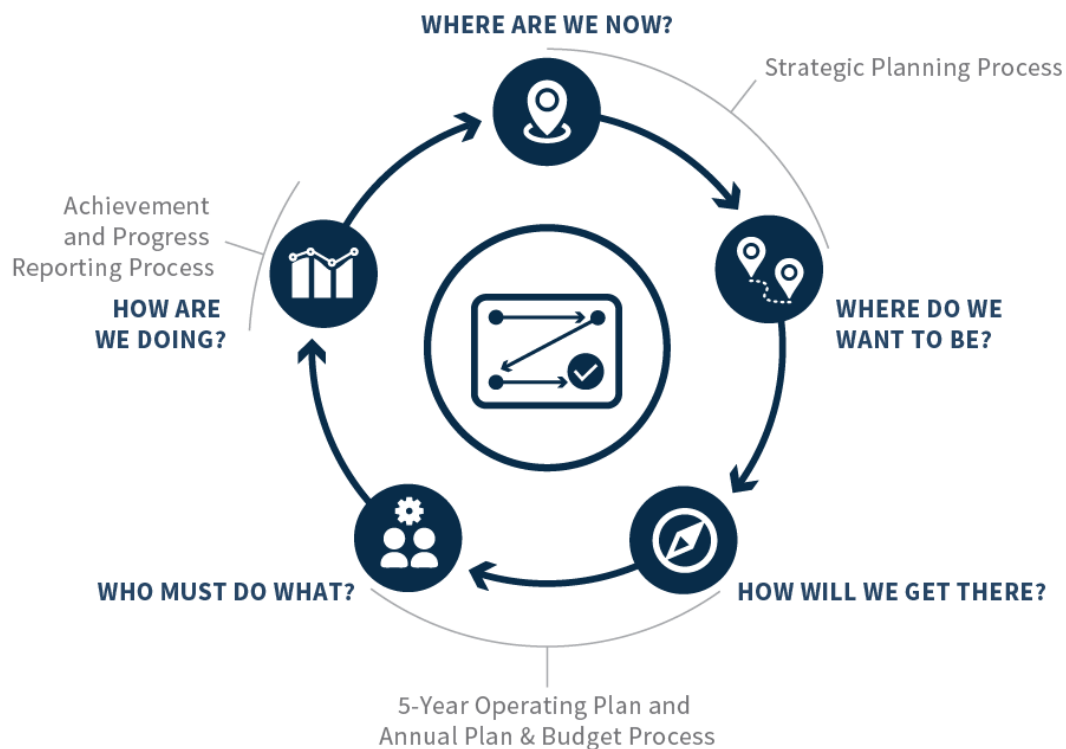 WHERE ARE WE NOW?
Strategic Planning Process
Achievement
and Progress
Reporting Process
HOW ARE
WE DOING?
WHERE DO WE
WANT TO BE?
WHO MUST DO WHAT?
HOW WILL WE GET THERE?
5-Year Operating Plan and
Annual Plan & Budget Process